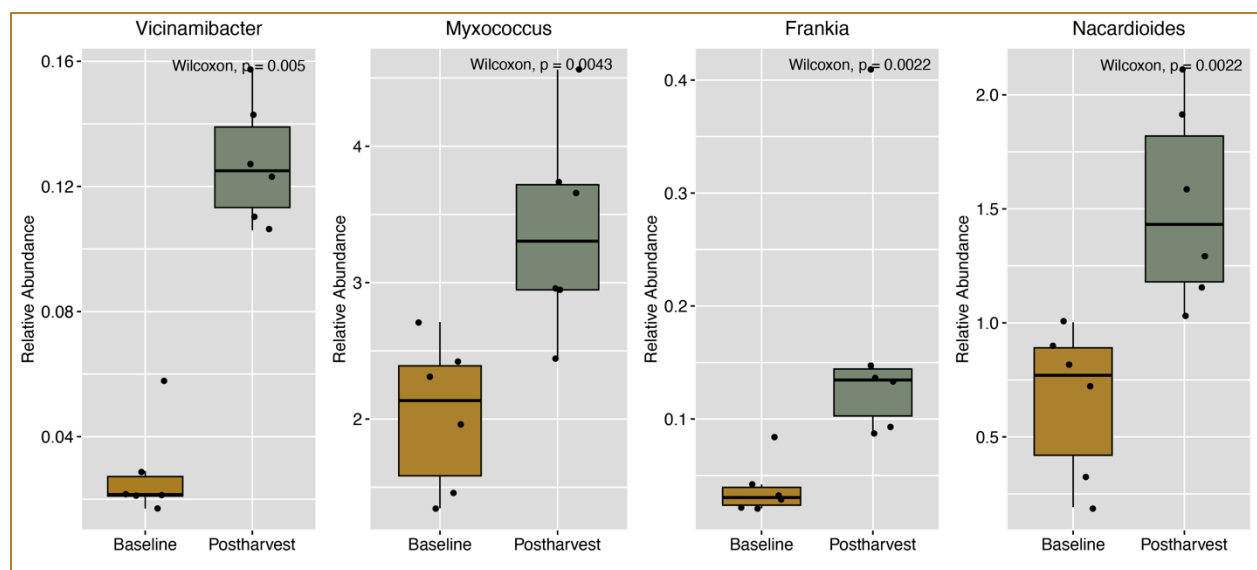 Vicinamibacter
Wilcoxon, p = 0.005
0.16
0.12
0.08
0.04
Relative Abundance
Baseline Postharvest
Myxococcus
Wilcoxon, p = 0.0043
4
3
2
Relative Abundance
Baseline Postharvest
Frankia
Wilcoxon, p = 0.0022
0.4
0.3
0.2
0.1
Relative Abundance
Baseline Postharvest
Nacardioides
Wilcoxon, p = 0.0022
2.0
1.5
1.0
0.5
Relative Abundance
Baseline Postharvest